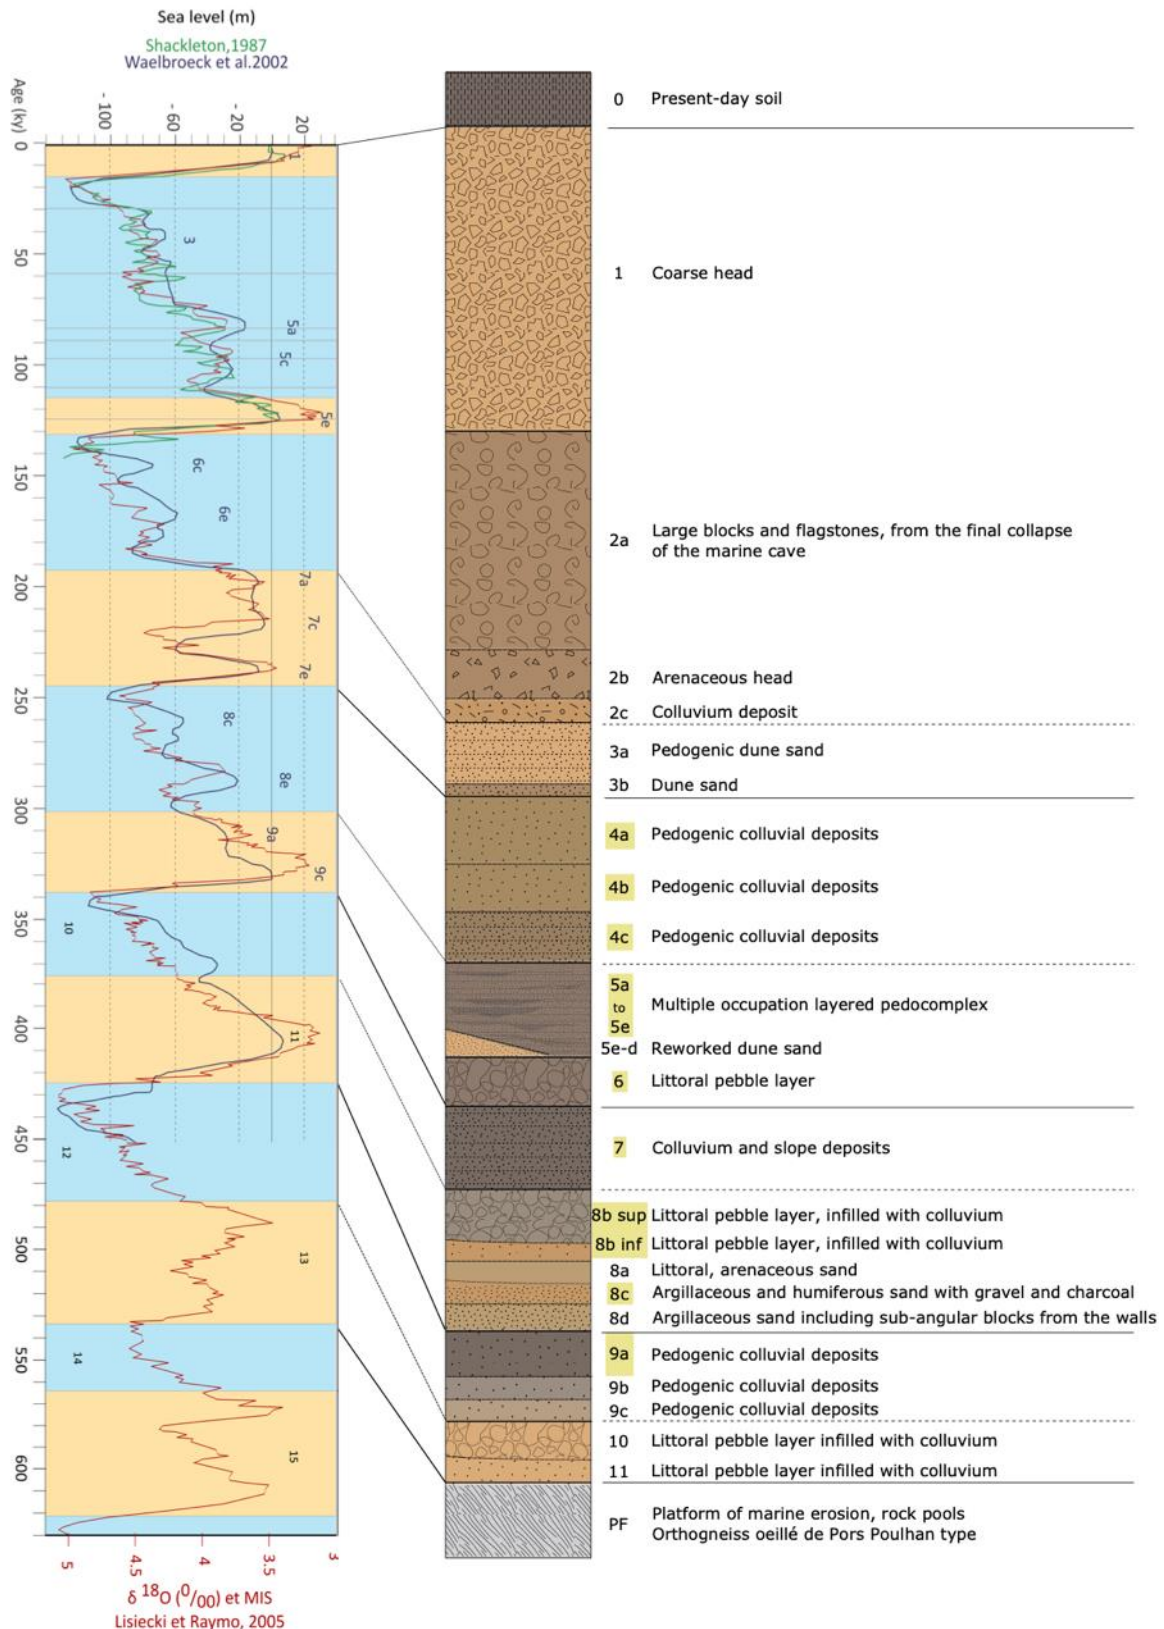 Sea level (m)
Shackleton,1987
Waelbroeck et al.2002
Age (ky)
- 100
- 60
- 20
20
0
50
100
150
200
250
300
350
400
450
500
550
600
1
3
5a
5c
5e
6c
6e
7a
7c
7e
8c
8e
9a
9c
10
11
12
13
14
15
5
4.5
4
3.5
3
δ 18O (0/00) et MIS
Lisiecki et Raymo, 2005
0 Present-day soil
1 Coarse head
2a Large blocks and flagstones, from the final collapse
of the marine cave
2b Arenaceous head
2c Colluvium deposit
3a Pedogenic dune sand
3b Dune sand
4a Pedogenic colluvial deposits
4b Pedogenic colluvial deposits
4c Pedogenic colluvial deposits
5a
to
5e
Multiple occupation layered pedocomplex
5e-d Reworked dune sand
6 Littoral pebble layer
7 Colluvium and slope deposits
8b sup Littoral pebble layer, infilled with colluvium
8b inf Littoral pebble layer, infilled with colluvium
8a Littoral, arenaceous sand
8c Argillaceous and humiferous sand with gravel and charcoal
8d Argillaceous sand including sub-angular blocks from the walls
9a Pedogenic colluvial deposits
9b Pedogenic colluvial deposits
9c Pedogenic colluvial deposits
10 Littoral pebble layer infilled with colluvium
11 Littoral pebble layer infilled with colluvium
PF Platform of marine erosion, rock pools
Orthogneiss oeillé de Pors Poulhan type